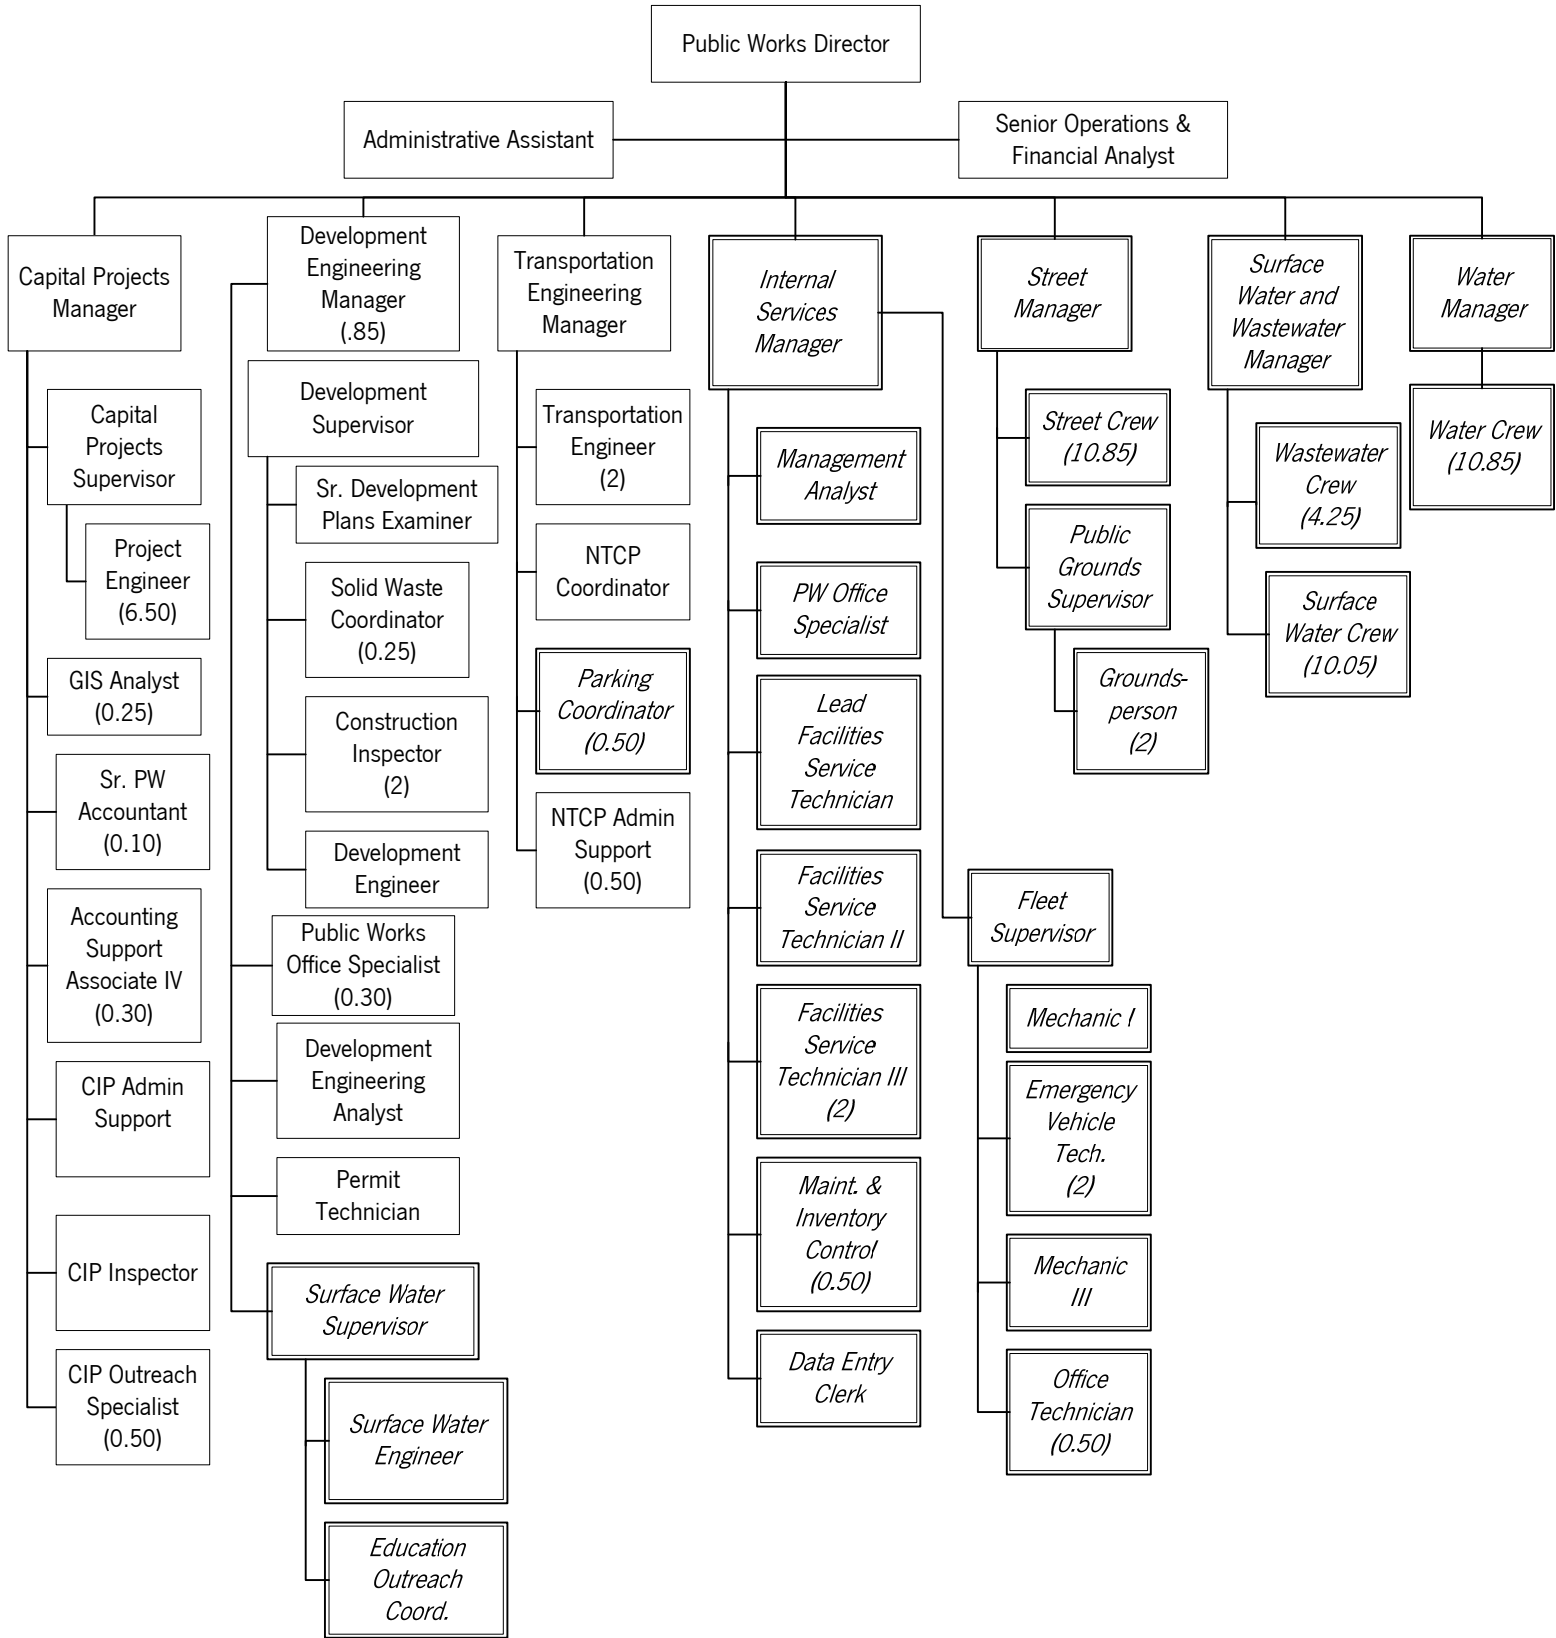 Public Works Director
Administrative Assistant
Senior Operations &
Financial Analyst
Capital Projects
Manager
Capital
Projects
Supervisor
Project
Engineer
(6.50)
GIS Analyst
(0.25)
Sr. PW
Accountant
(0.10)
Accounting
Support
Associate IV
(0.30)
CIP Admin
Support
CIP Inspector
CIP Outreach
Specialist
(0.50)
Development
Engineering
Manager
(.85)
Development
Supervisor
Sr. Development
Plans Examiner
Solid Waste
Coordinator
(0.25)
Construction
Inspector
(2)
Development
Engineer
Public Works
Office Specialist
(0.30)
Development
Engineering
Analyst
Permit
Technician
Surface Water
Supervisor
Surface Water
Engineer
Education
Outreach
Coord.
Transportation
Engineering
Manager
Transportation
Engineer
(2)
NTCP
Coordinator
Parking
Coordinator
(0.50)
NTCP Admin
Support
(0.50)
Internal
Services
Manager
Management
Analyst
PW Office
Specialist
Lead
Facilities
Service
Technician
Facilities
Service
Technician II
Facilities
Service
Technician III
(2)
Maint. &
Inventory
Control
(0.50)
Data Entry
Clerk
Fleet
Supervisor
Mechanic I
Emergency
Vehicle
Tech.
(2)
Mechanic
III
Office
Technician
(0.50)
Street
Manager
Street Crew
(10.85)
Public
Grounds
Supervisor
Grounds-
person
(2)
Surface
Water and
Wastewater
Manager
Wastewater
Crew
(4.25)
Surface
Water Crew
(10.05)
Water
Manager
Water Crew
(10.85)